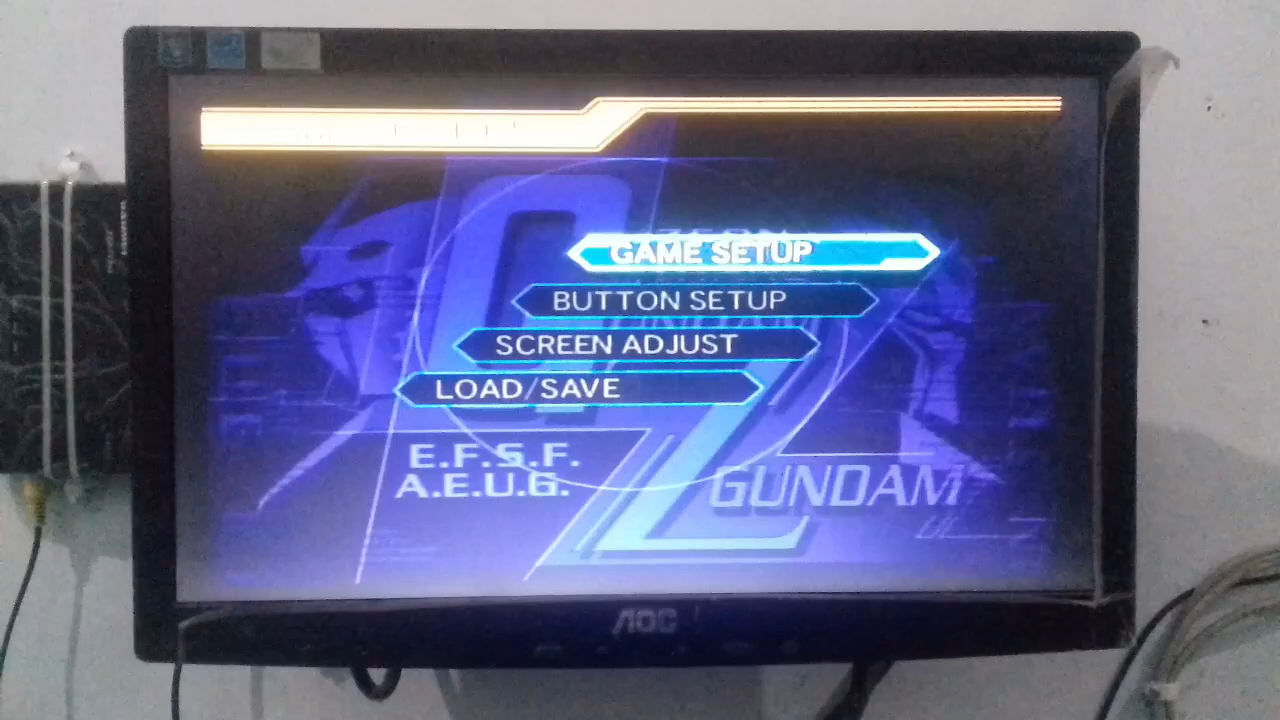 GAME SETUP
BUTTON SETUP
SCREEN ADJUST
LOAD/SAVE
E.F.S.F.
A.E.U.G.
GUNDAM
AOC